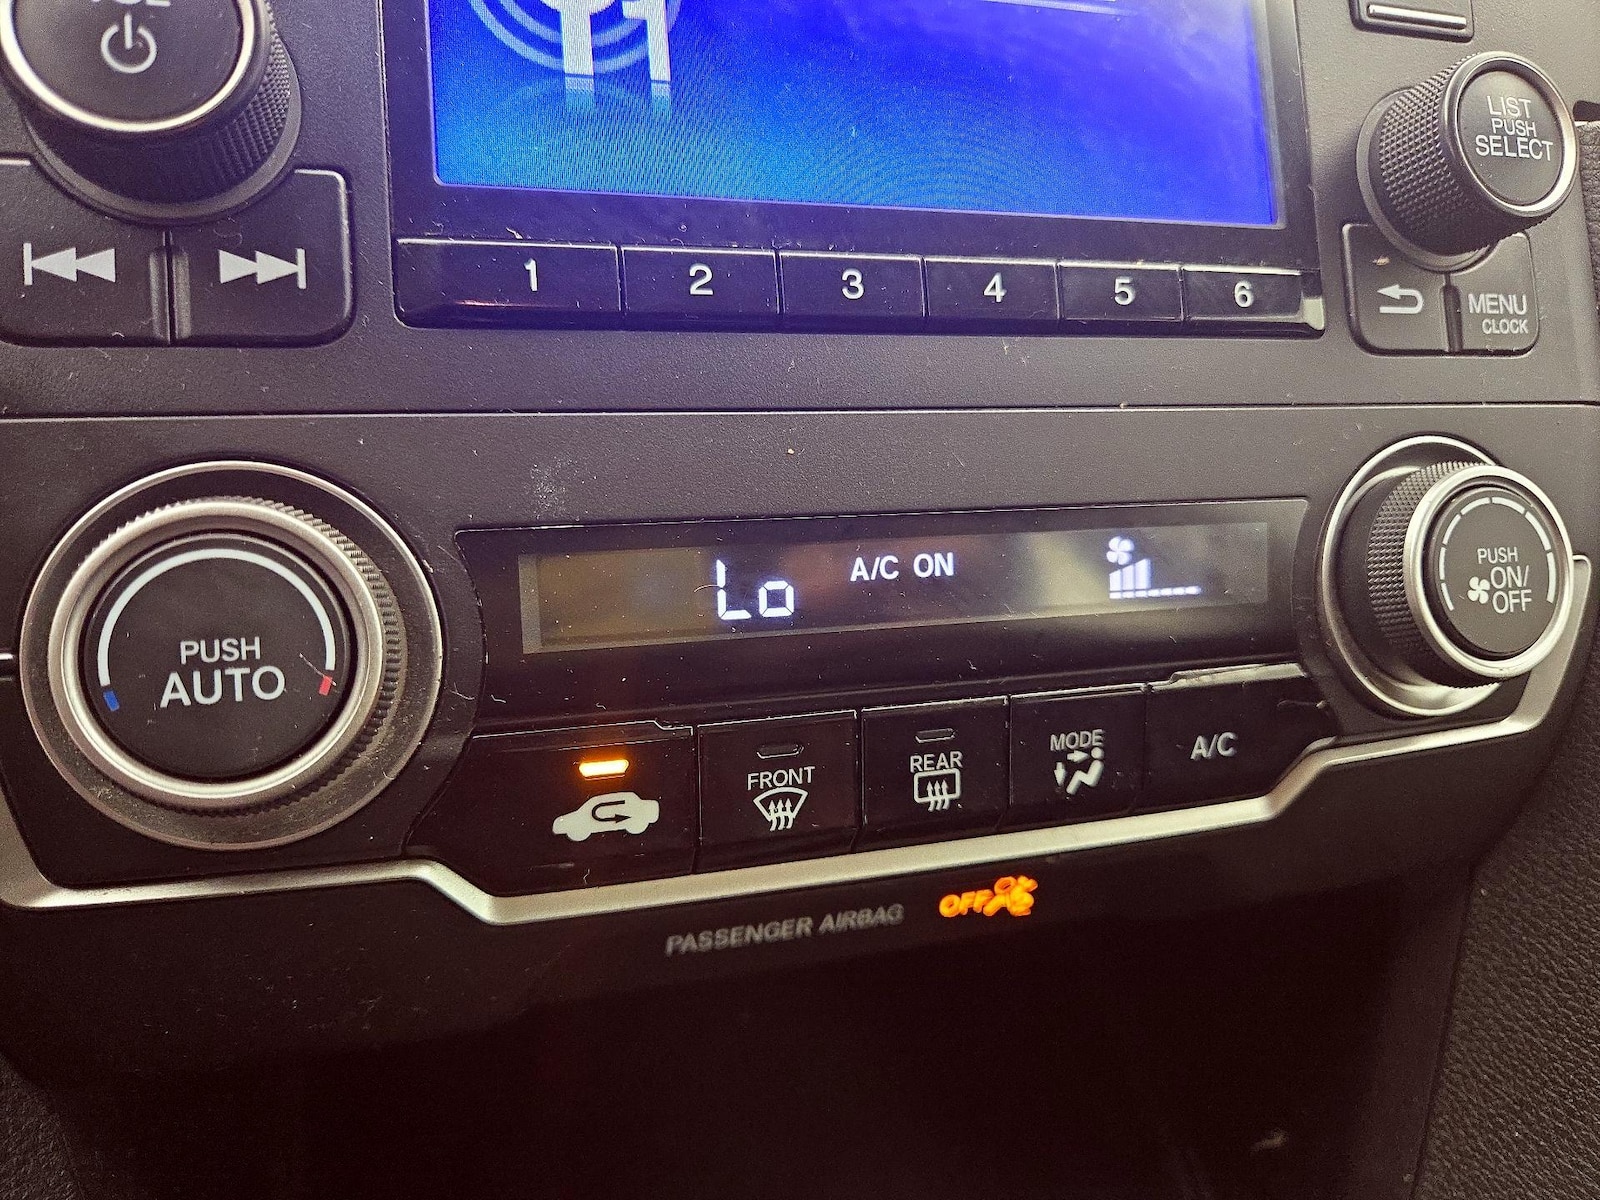 LIST
PUSH
SELECT
1 2 3 4 5 6
MENU
CLOCK
PUSH
AUTO
Lo
A/C ON
PUSH
ON/
OFF
FRONT
REAR
MODE
A/C
PASSENGER AIRBAG
OFF